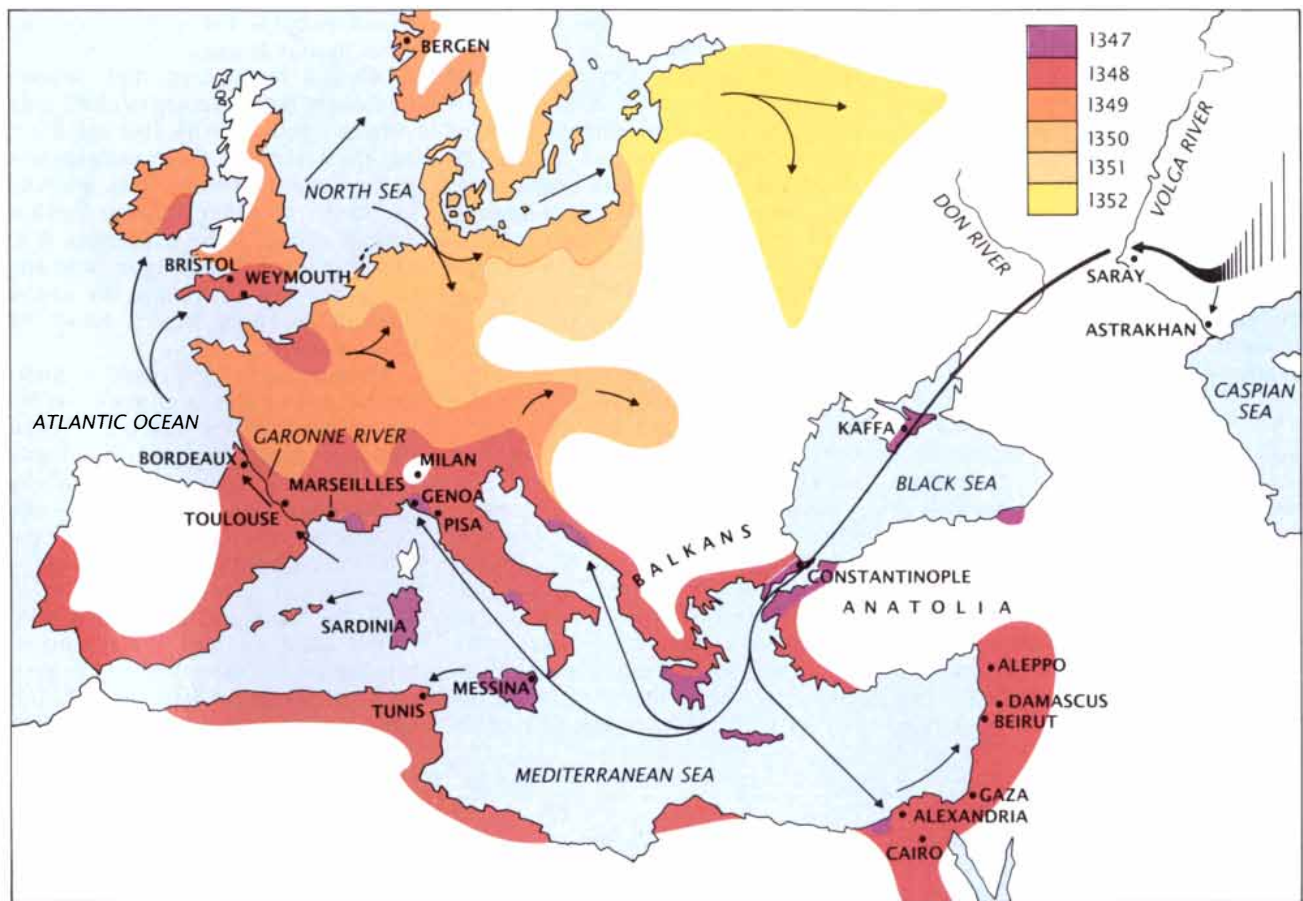 BERGEN
1347
1348
1349
1350
1351
1352
NORTH SEA
VOLGA RIVER
DON RIVER
BRISTOL
WEYMOUTH
SARAY
ASTRAKHAN
CASPIAN
SEA
ATLANTIC OCEAN
GARONNE RIVER
KAFFA
BORDEAUX
MILAN
BLACK SEA
MARSEILLLES
GENOA
TOULOUSE
PISA
BALKANS
CONSTANTINOPLE
ANATOLIA
SARDINIA
ALEPPO
MESSINA
TUNIS
DAMASCUS
BEIRUT
MEDITERRANEAN SEA
GAZA
ALEXANDRIA
CAIRO